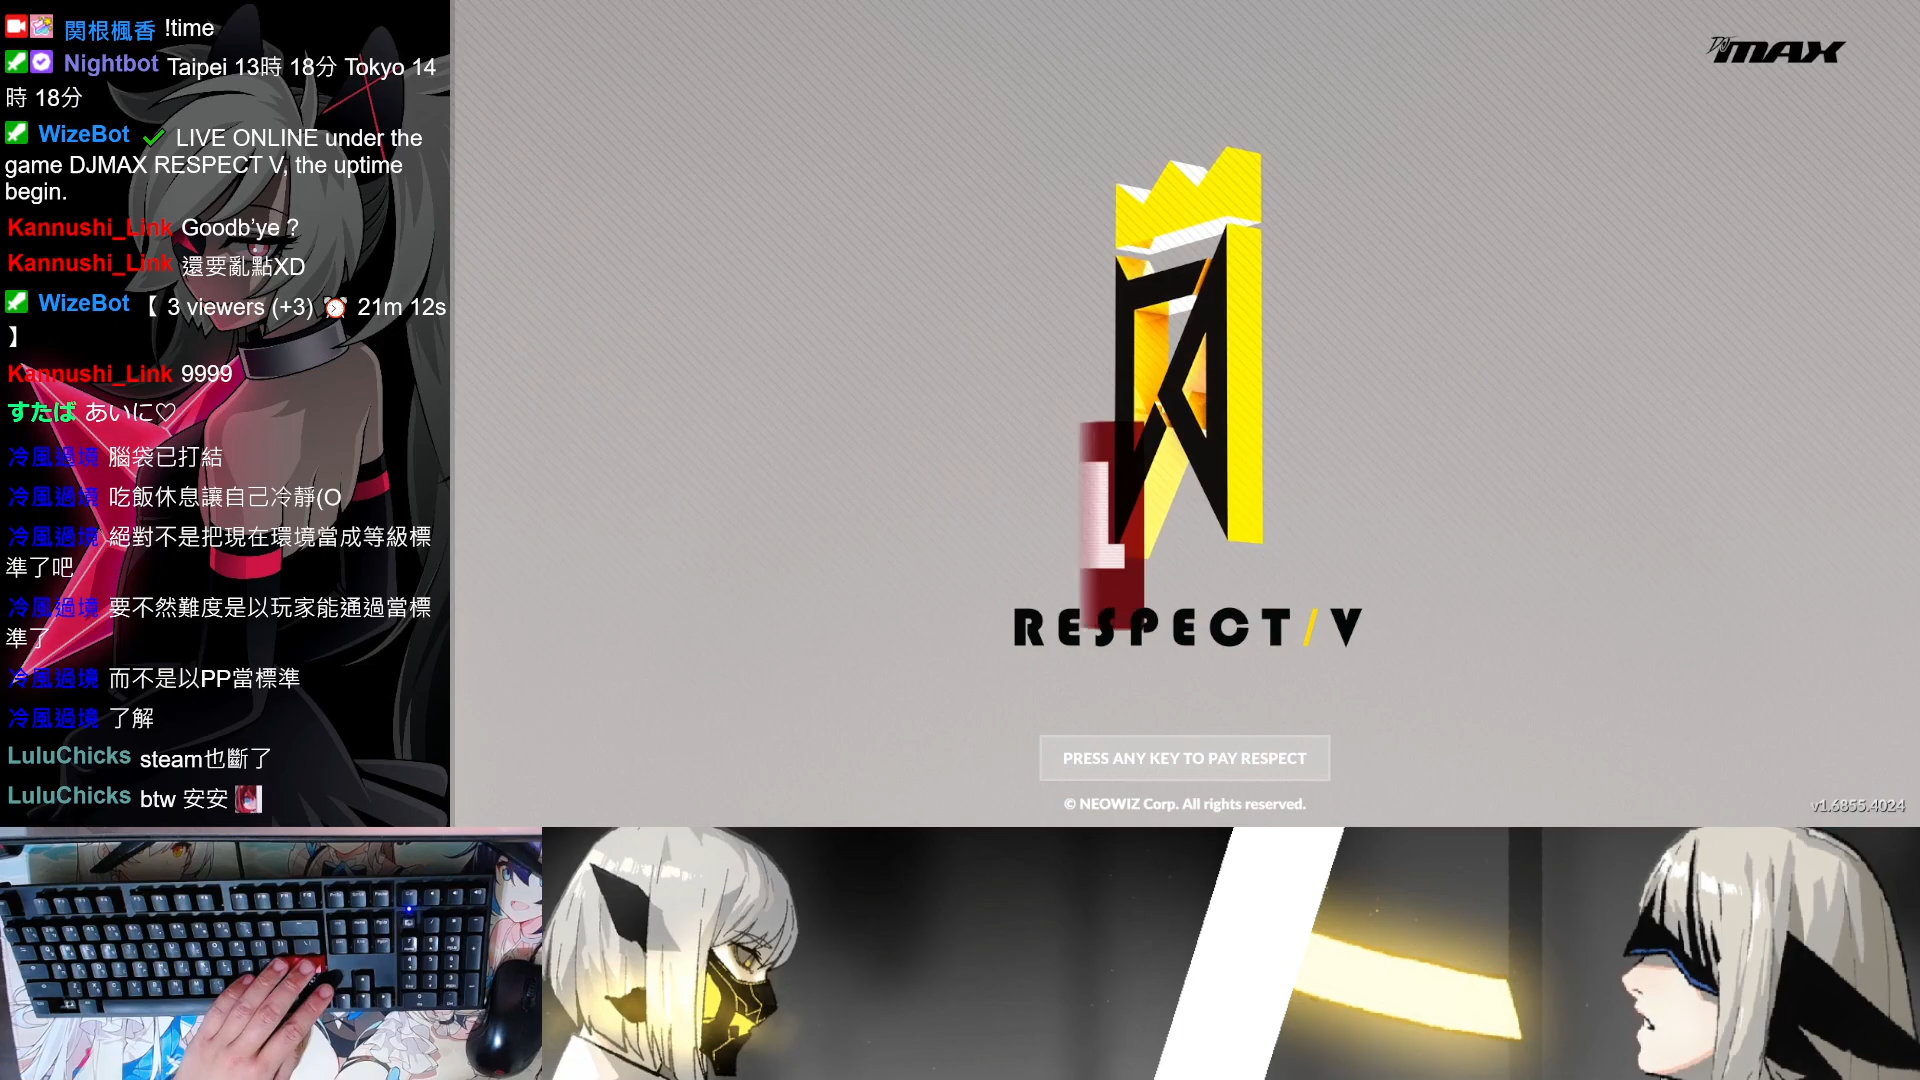 関根楓香 !time
Nightbot Taipei 13時 18分 Tokyo 14
時 18分
WizeBot LIVE ONLINE under the
game DJMAX RESPECT V, the uptime
begin.
Kannushi_Link Goodb'ye ?
Kannushi_Link 還要亂點XD
WizeBot 【 3 viewers (+3) ⏰ 21m 12s
】
Kannushi_Link 9999
すたば あいに♡
冷風過境 腦袋已打結
冷風過境 吃飯休息讓自己冷靜(O
冷風過境 絕對不是把現在環境當成等級標
準了吧
冷風過境 要不然難度是以玩家能通過當標
準了
冷風過境 而不是以PP當標準
冷風過境 了解
LuluChicks steam也斷了
LuluChicks btw 安安
DJMAX
L
RESPECT/V
PRESS ANY KEY TO PAY RESPECT
© NEOWIZ Corp. All rights reserved.
v1.6855.4024